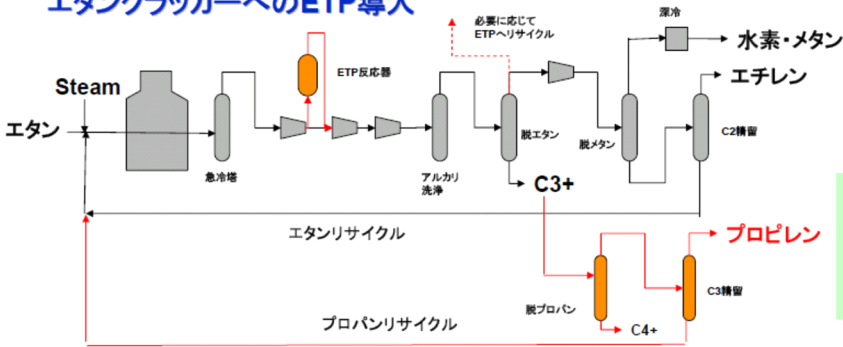 エタンクラッカーへのETP導入
必要に応じて
ETPへリサイクル
深冷
水素・メタン
ETP反応器
エチレン
Steam
エタン
脱エタン
脱メタン
C2精留
急冷塔
アルカリ
洗浄
C3+
エタンリサイクル
プロピレン
C3精留
脱プロパン
プロパンリサイクル
C4+